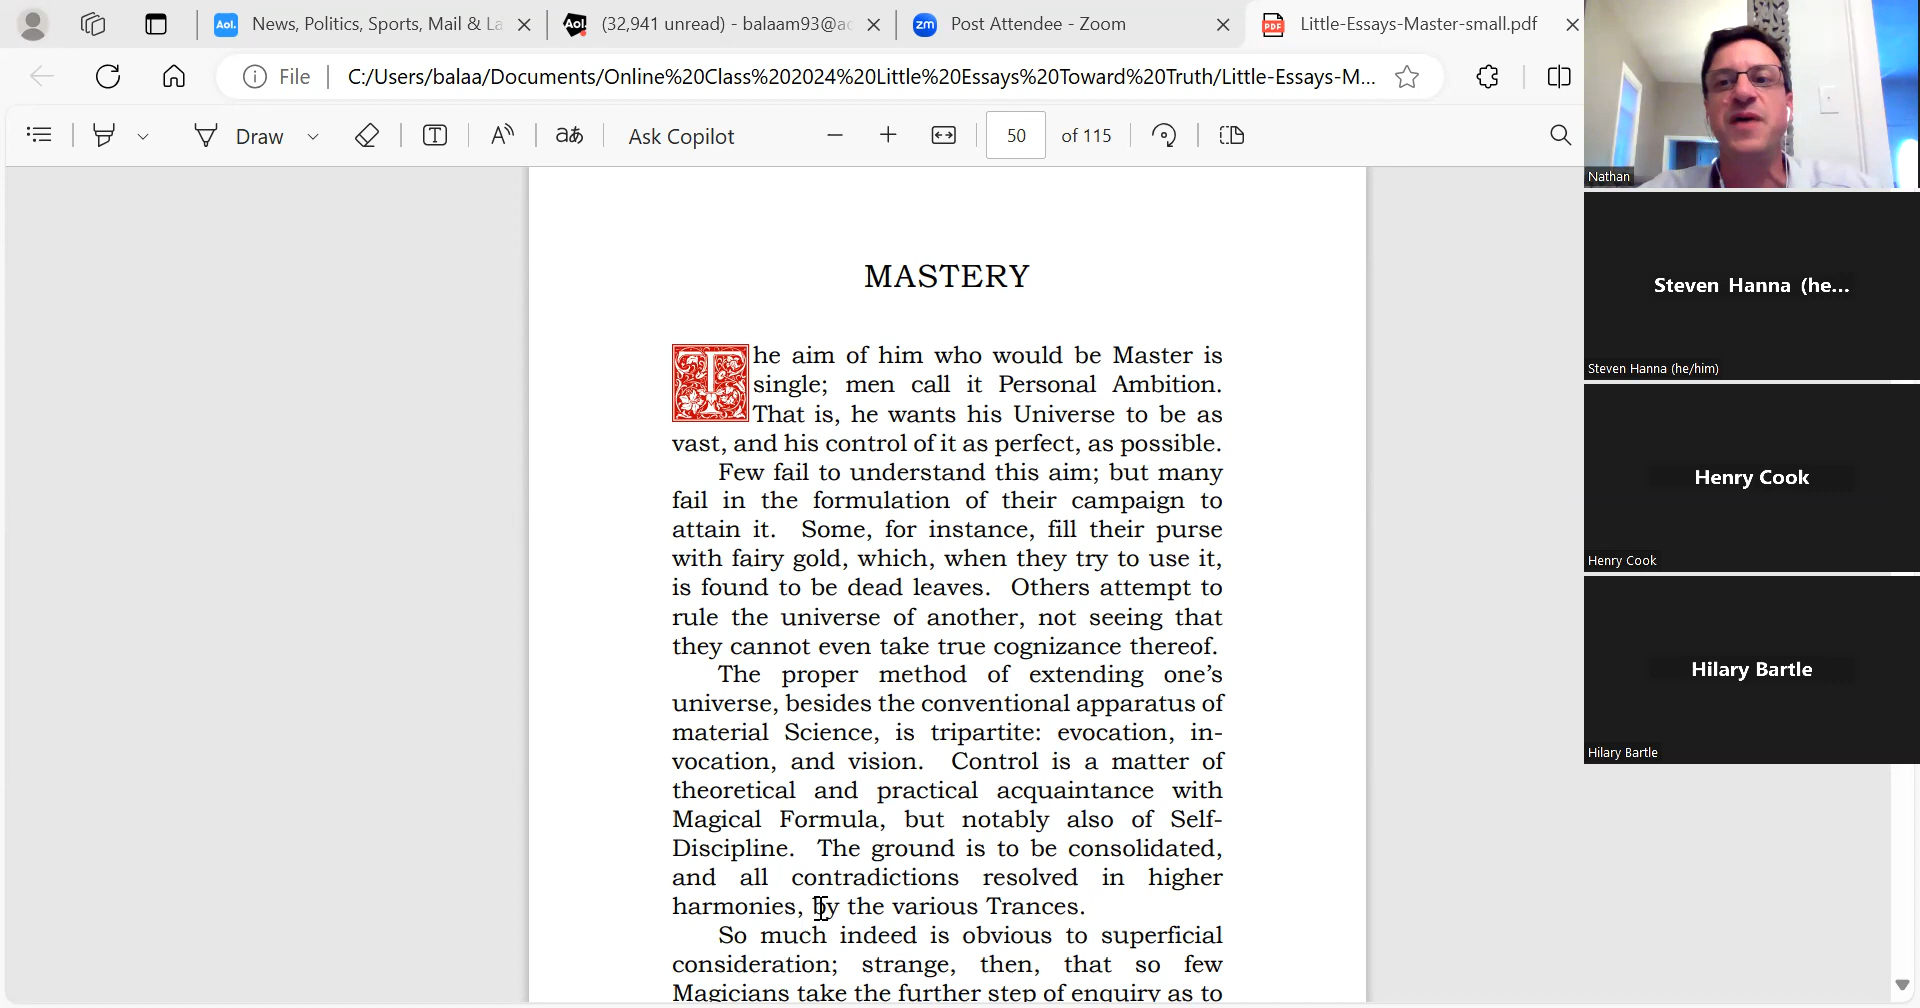 Aol.
News, Politics, Sports, Mail & La
Aol.
(32,941 unread) - balaam93@ao
zm
Post Attendee - Zoom
PDF
Little-Essays-Master-small.pdf
File
C:/Users/balaa/Documents/Online%20Class%202024%20Little%20Essays%20Toward%20Truth/Little-Essays-M...
Draw
T
A
aあ
Ask Copilot
50
of 115
MASTERY
The aim of him who would be Master is
single; men call it Personal Ambition.
That is, he wants his Universe to be as
vast, and his control of it as perfect, as possible.
Few fail to understand this aim; but many
fail in the formulation of their campaign to
attain it. Some, for instance, fill their purse
with fairy gold, which, when they try to use it,
is found to be dead leaves. Others attempt to
rule the universe of another, not seeing that
they cannot even take true cognizance thereof.
The proper method of extending one's
universe, besides the conventional apparatus of
material Science, is tripartite: evocation, in-
vocation, and vision. Control is a matter of
theoretical and practical acquaintance with
Magical Formula, but notably also of Self-
Discipline. The ground is to be consolidated,
and all contradictions resolved in higher
harmonies, by the various Trances.
So much indeed is obvious to superficial
consideration; strange, then, that so few
Magicians take the further step of enquiry as to
Nathan
Steven Hanna (he...
Steven Hanna (he/him)
Henry Cook
Henry Cook
Hilary Bartle
Hilary Bartle